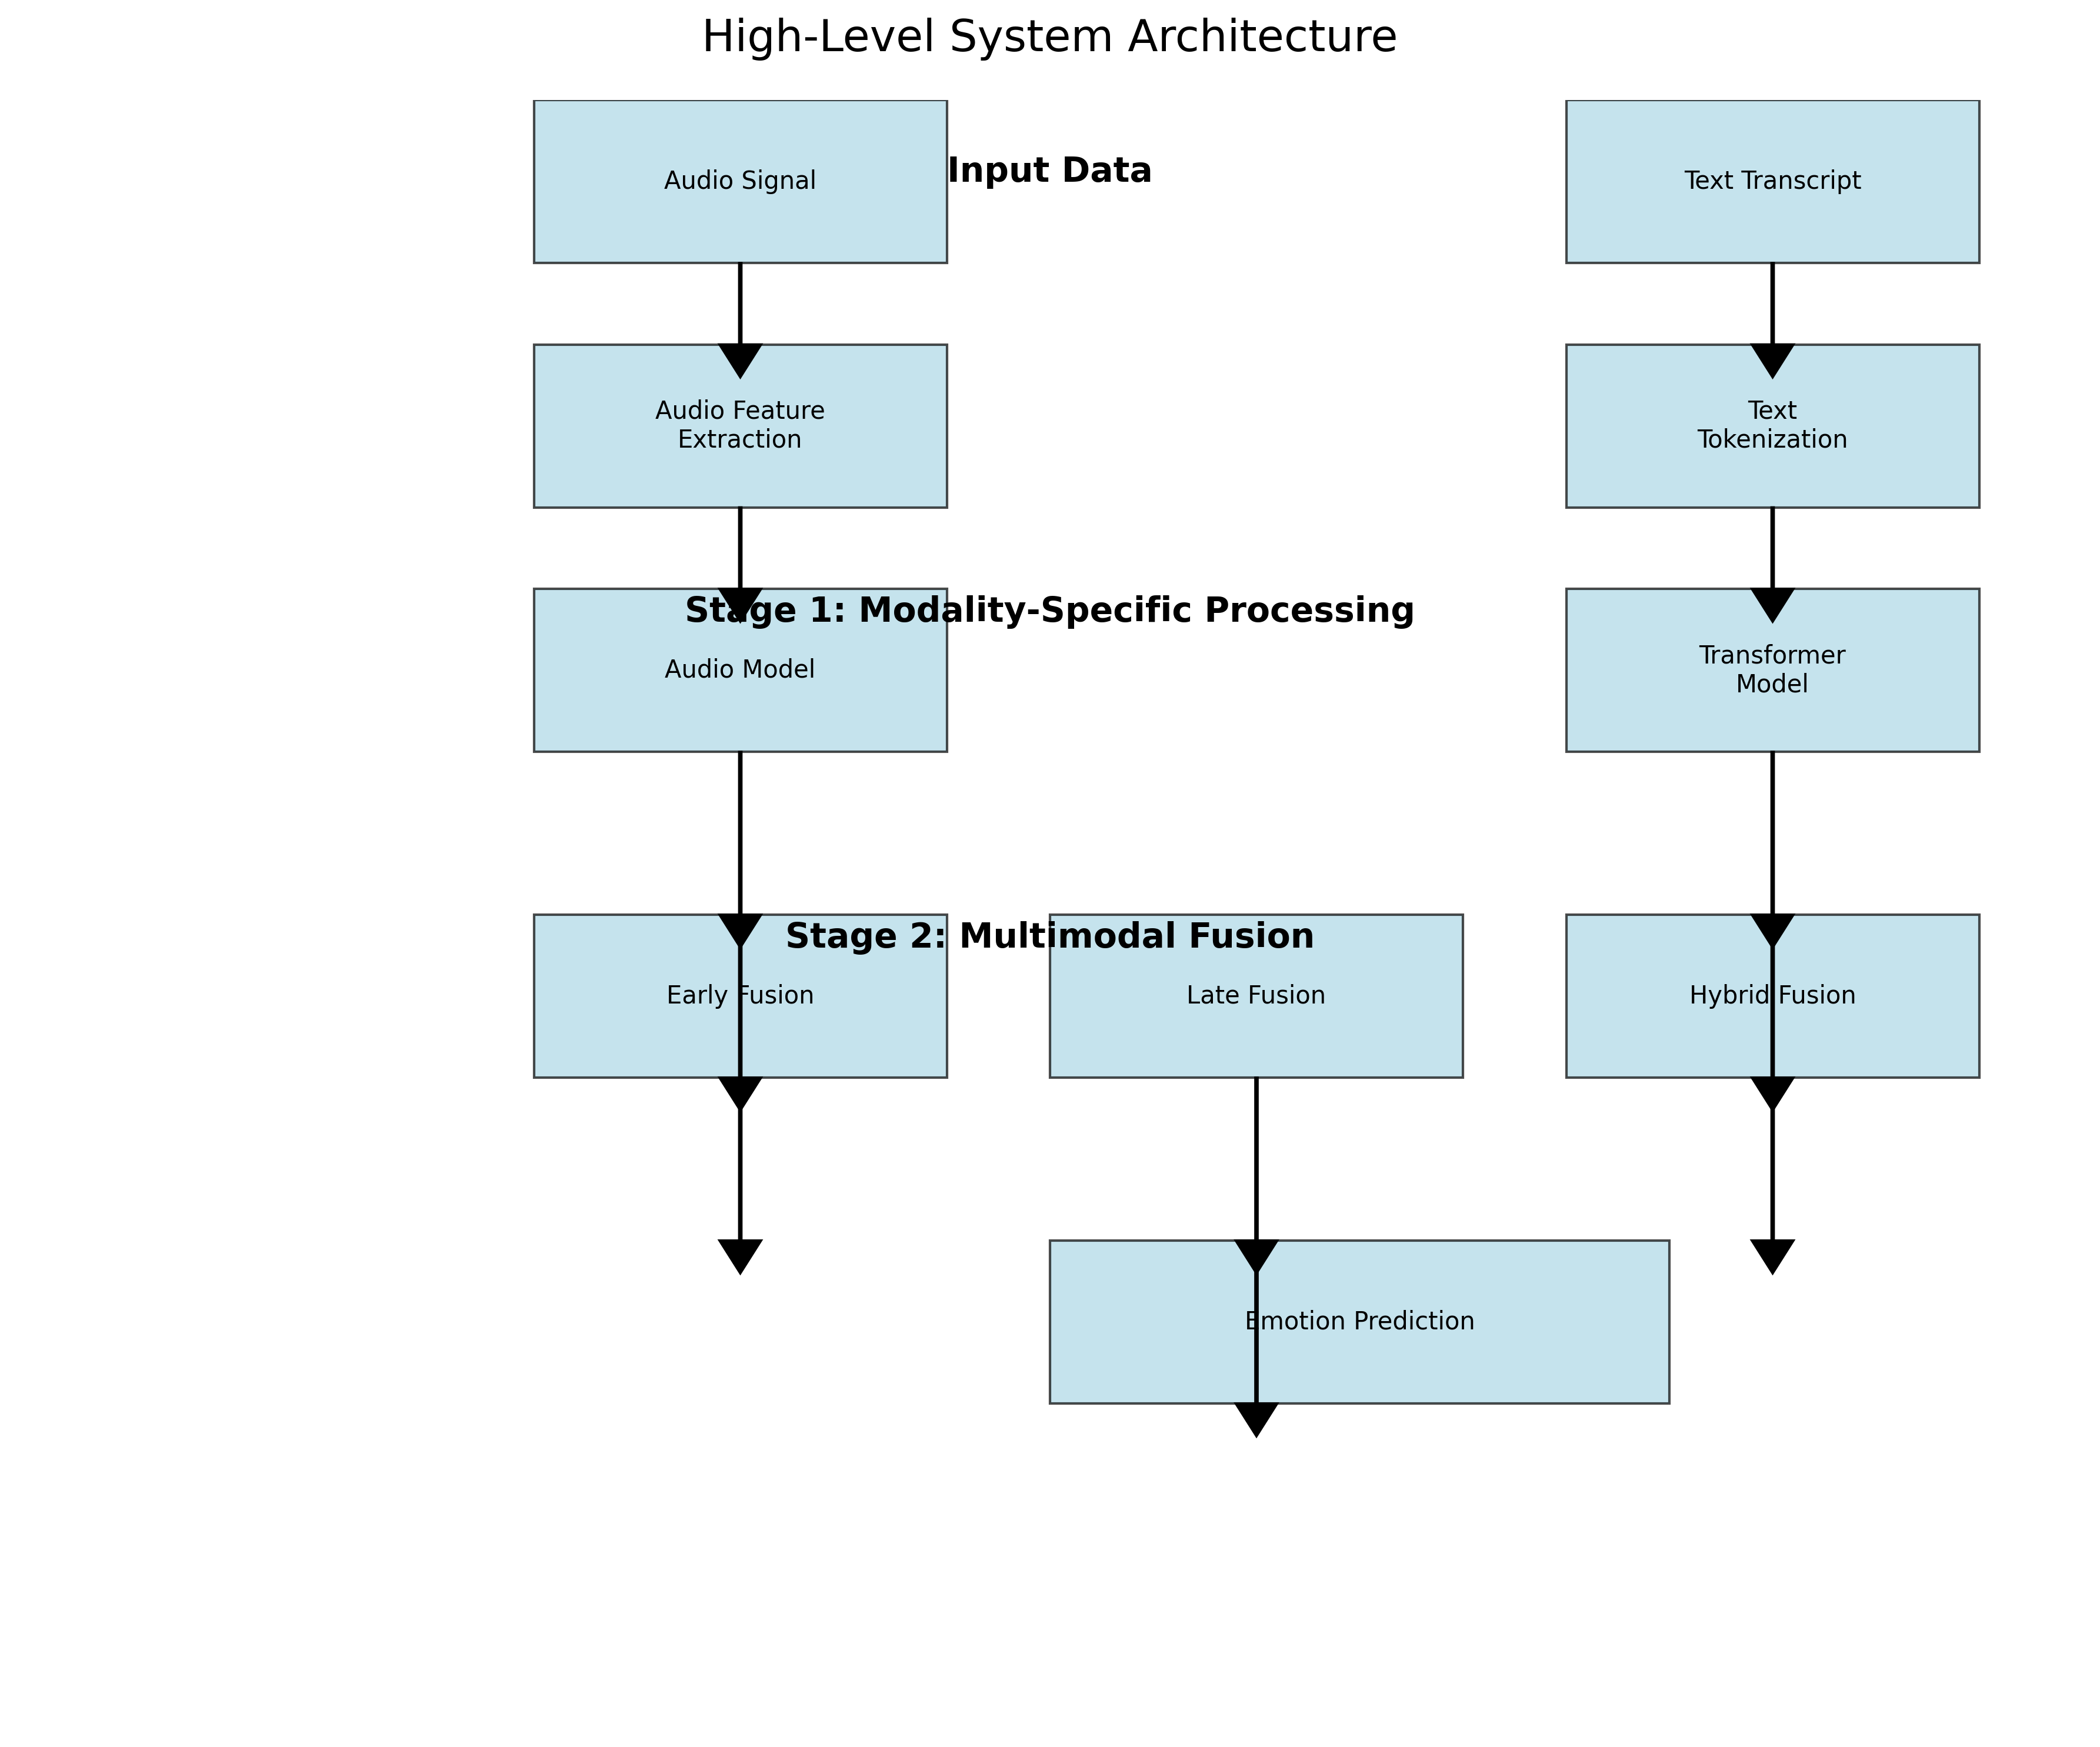 High-Level System Architecture
Input Data
Audio Signal
Text Transcript
Audio Feature
Extraction
Text
Tokenization
Stage 1: Modality-Specific Processing
Audio Model
Transformer
Model
Stage 2: Multimodal Fusion
Early Fusion
Late Fusion
Hybrid Fusion
Emotion Prediction